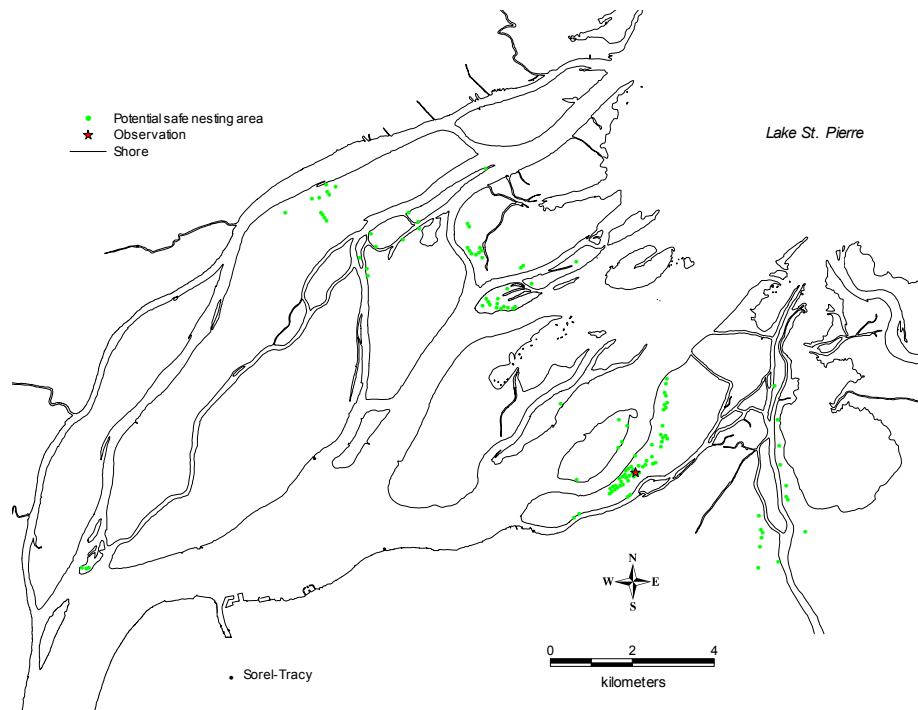 Potential safe nesting area
Observation
Shore
Lake St. Pierre
N
W E
S
0 2 4
kilometers
Sorel-Tracy